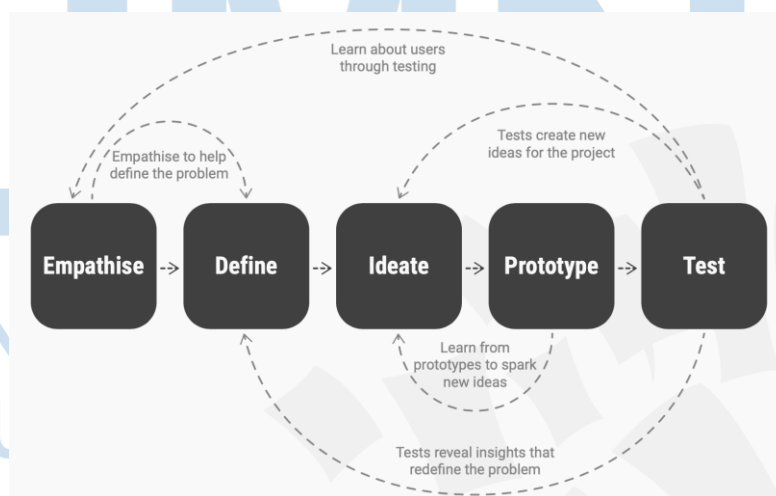 Learn about users
through testing
Tests create new
ideas for the project
Empathise to help
define the problem
Empathise
Define
Ideate
Prototype
Test
Learn from
prototypes to spark
new ideas
Tests reveal insights that
redefine the problem